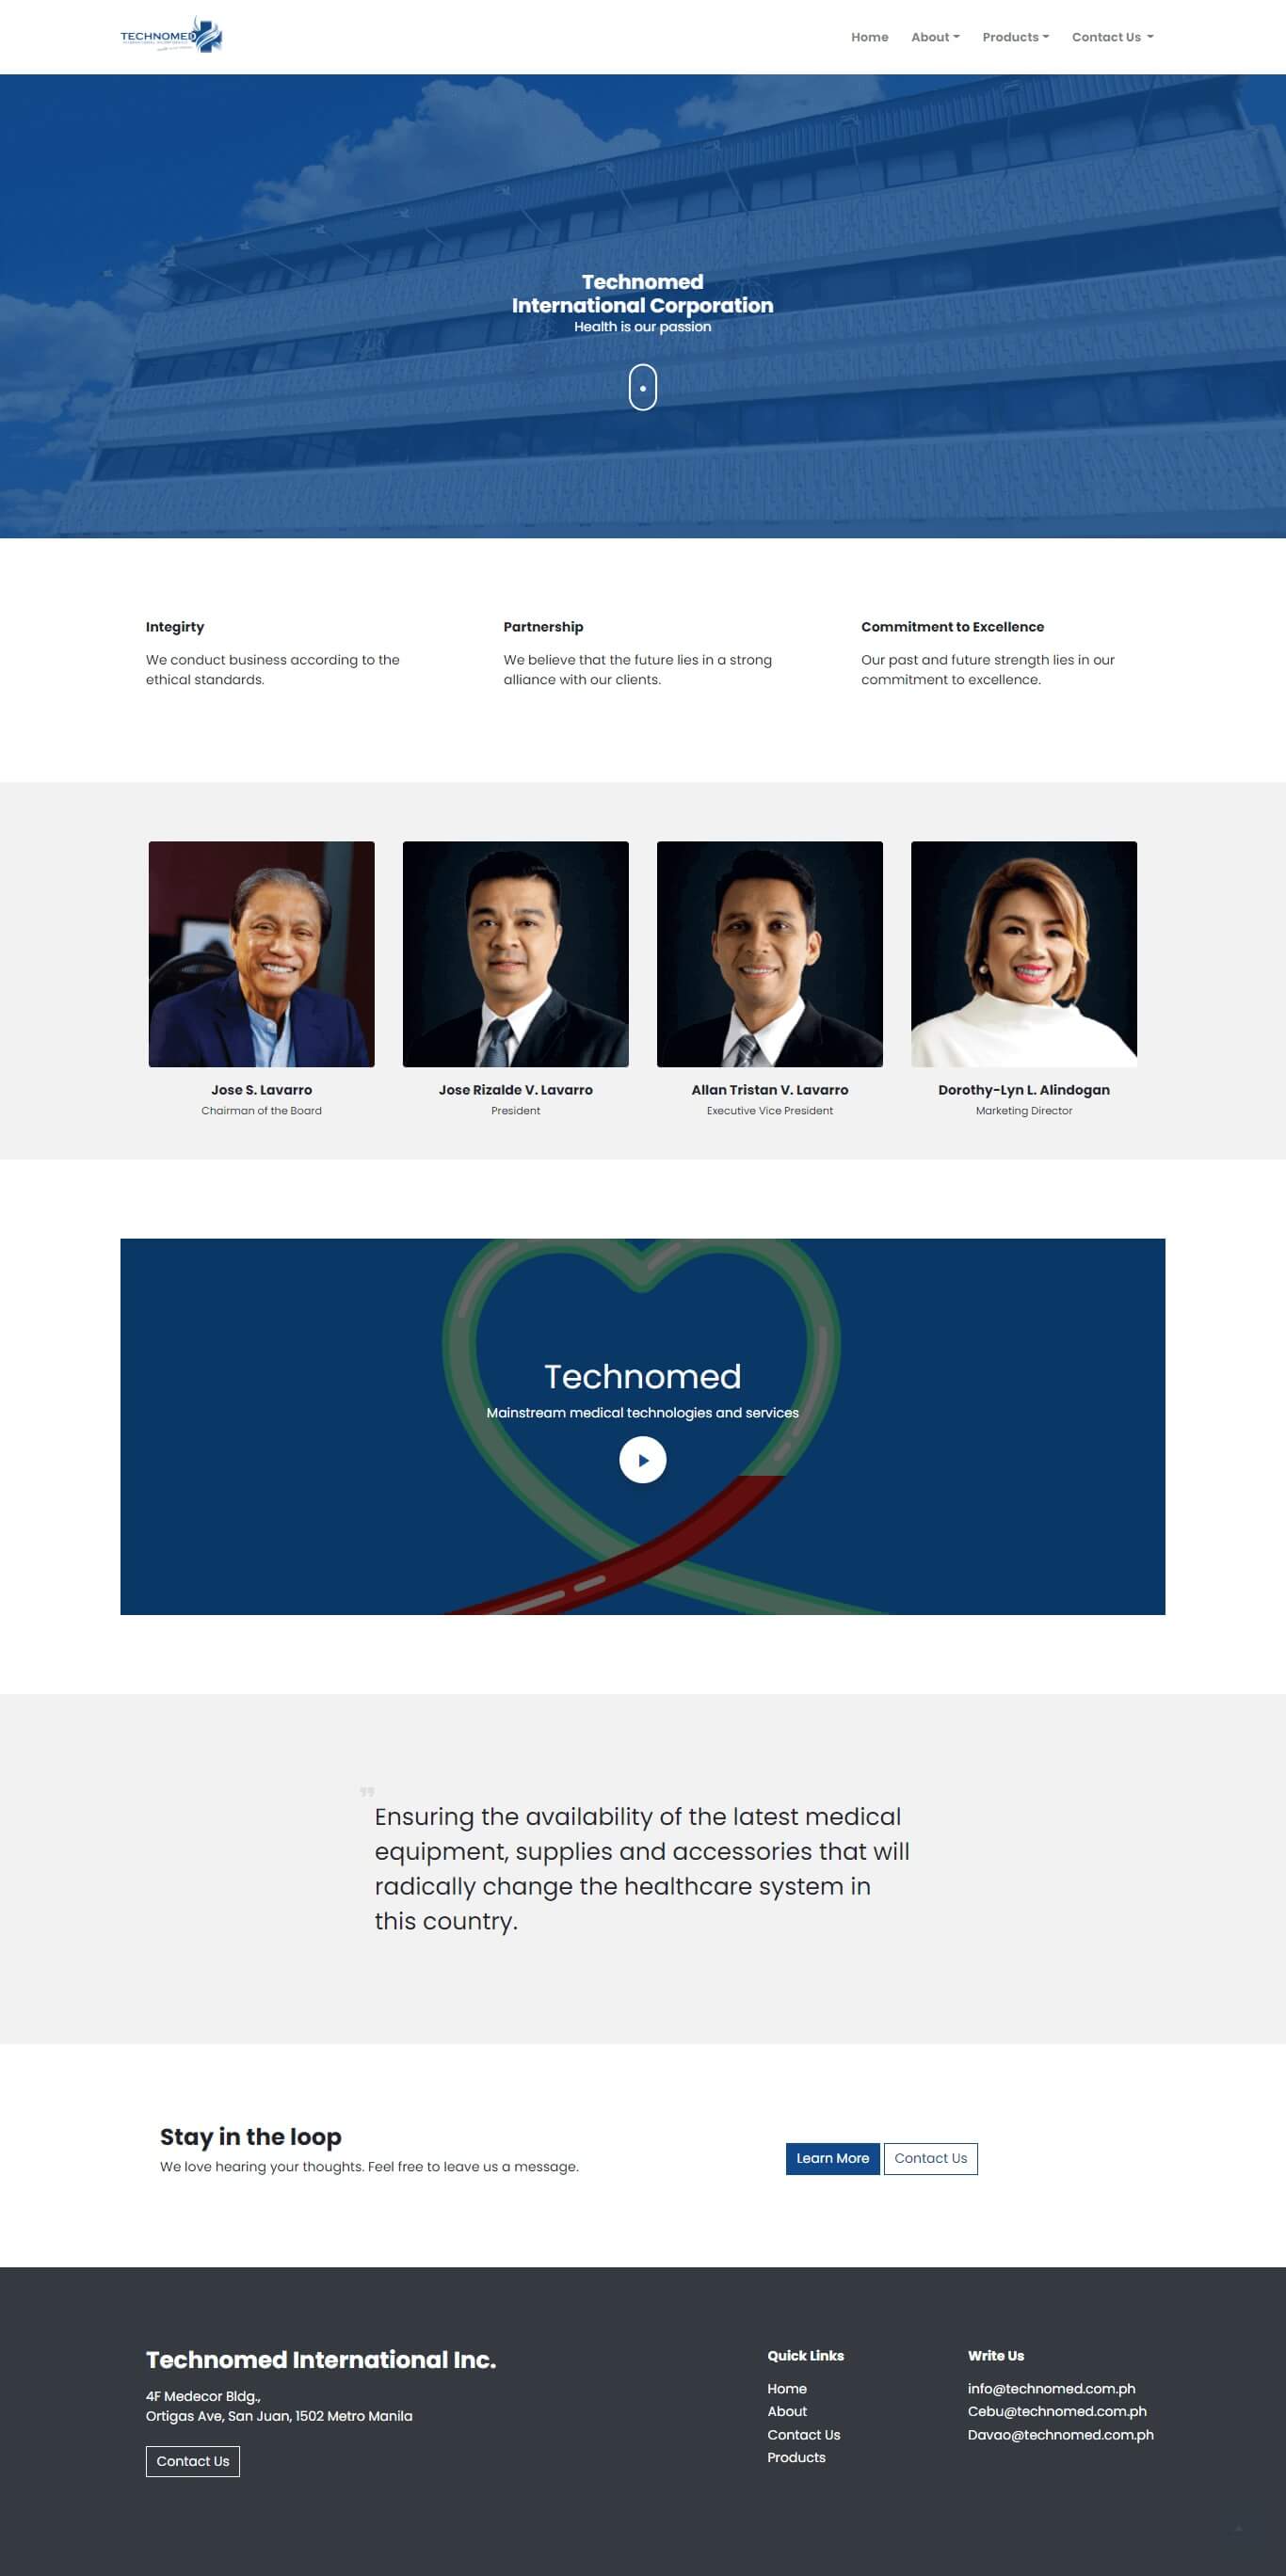 TECHNOMED
Home About Products Contact Us
Technomed
International Corporation
Health is our passion
Integirty
We conduct business according to the
ethical standards.
Partnership
We believe that the future lies in a strong
alliance with our clients.
Commitment to Excellence
Our past and future strength lies in our
commitment to excellence.
Jose S. Lavarro
Chairman of the Board
Jose Rizalde V. Lavarro
President
Allan Tristan V. Lavarro
Executive Vice President
Dorothy-Lyn L. Alindogan
Marketing Director
Technomed
Mainstream medical technologies and services
"
Ensuring the availability of the latest medical
equipment, supplies and accessories that will
radically change the healthcare system in
this country.
Stay in the loop
We love hearing your thoughts. Feel free to leave us a message.
Learn More Contact Us
Technomed International Inc.
4F Medecor Bldg.,
Ortigas Ave, San Juan, 1502 Metro Manila
Contact Us
Quick Links
Home
About
Contact Us
Products
Write Us
info@technomed.com.ph
Cebu@technomed.com.ph
Davao@technomed.com.ph